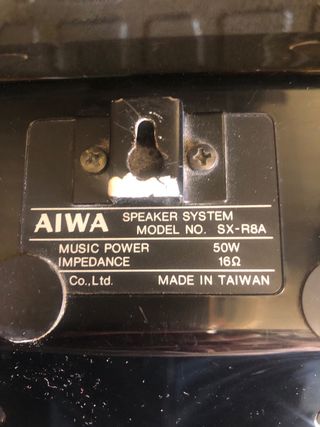 AIWA SPEAKER SYSTEM
MODEL NO. SX-R8A
MUSIC POWER 50W
IMPEDANCE 16Ω
Co.,Ltd. MADE IN TAIWAN